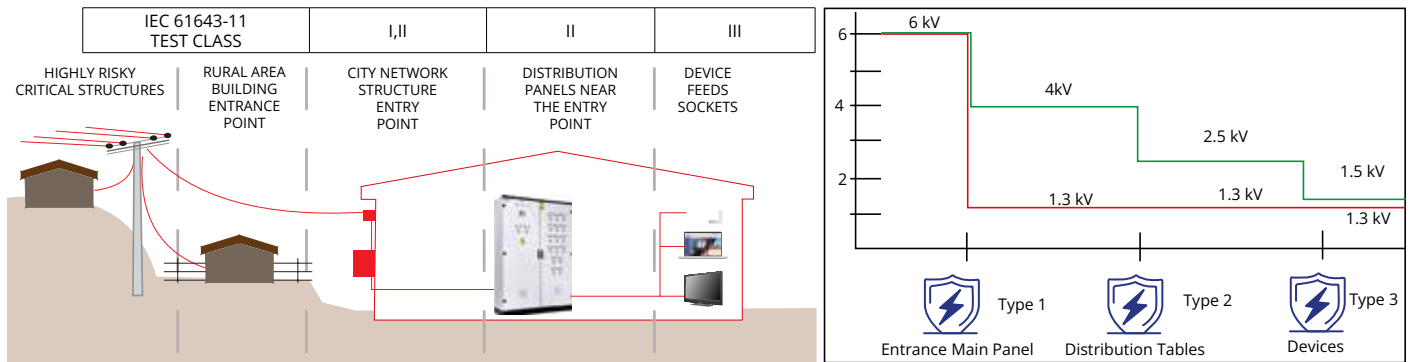 IEC 61643-11
TEST CLASS
I,II
II
III
HIGHLY RISKY
CRITICAL STRUCTURES
RURAL AREA
BUILDING
ENTRANCE
POINT
CITY NETWORK
STRUCTURE
ENTRY
POINT
DISTRIBUTION
PANELS NEAR
THE ENTRY
POINT
DEVICE
FEEDS
SOCKETS
6 kV
6
4kV
4
2.5 kV
1.5 kV
2
1.3 kV
1.3 kV
1.3 kV
Type 1
Type 2
Type 3
Entrance Main Panel
Distribution Tables
Devices